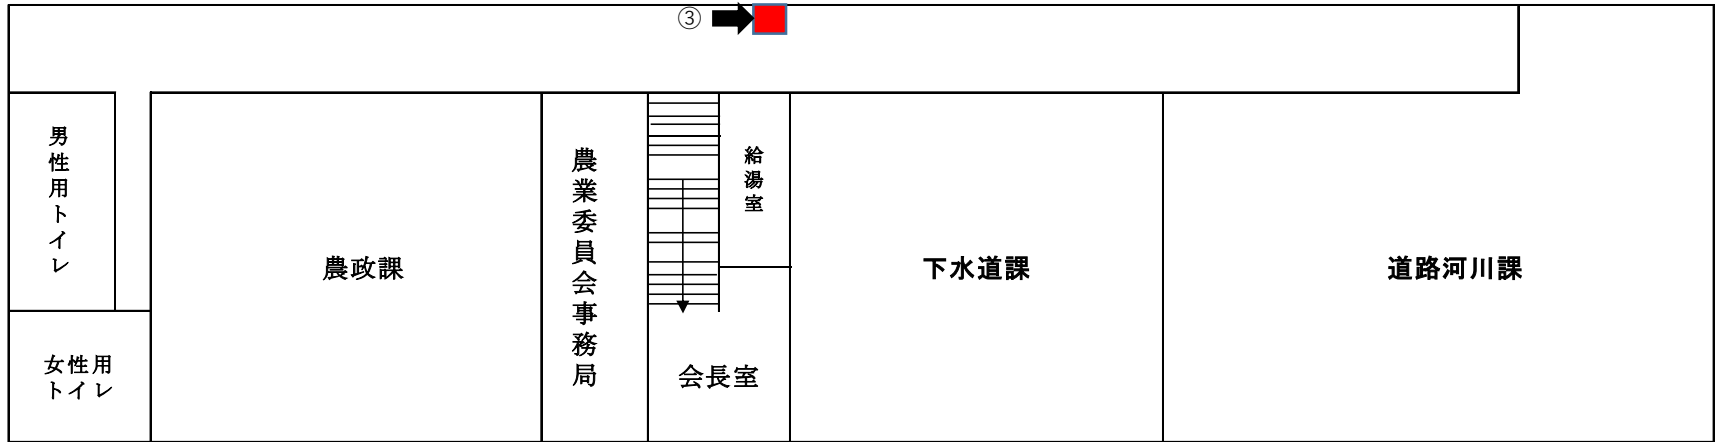 ③
男性用トイレ
女性用
トイレ
農政課
農業委員会事務局
給湯室
会長室
下水道課
道路河川課